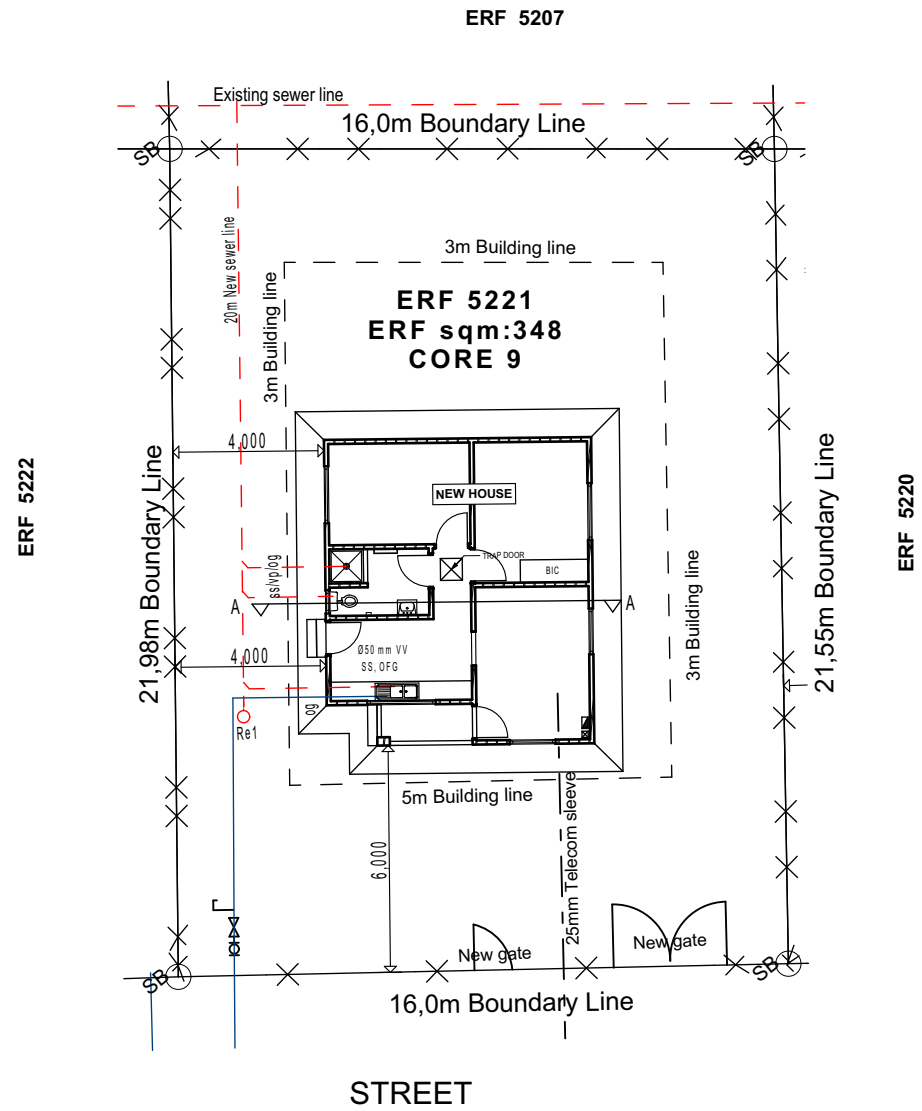 ERF 5207
Existing sewer line
16,0m Boundary Line
SB
SB
20m New sewer line
3m Building line
3m Building line
ERF 5221
ERF sqm:348
CORE 9
4,000
NEW HOUSE
TRAP DOOR
BIC
ss/vp/og
A
A
ERF 5222
21,98m Boundary Line
21,55m Boundary Line
ERF 5220
3m Building line
4,000
Ø50 mm VV
SS, OFG
og
Re1
5m Building line
6,000
25mm Telecom sleeve
New gate
New gate
SB
SB
16,0m Boundary Line
STREET